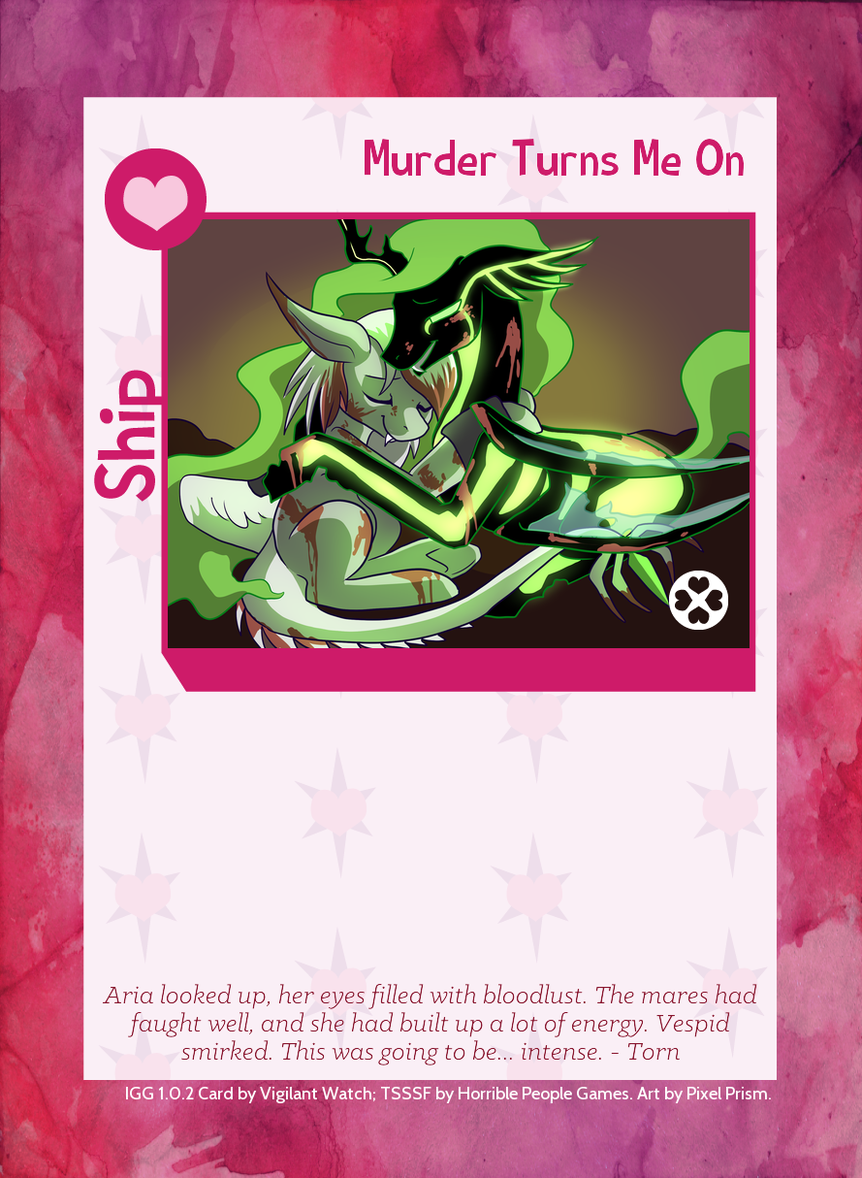 Murder Turns Me On
Ship
Aria looked up, her eyes filled with bloodlust. The mares had
faught well, and she had built up a lot of energy. Vespid
smirked. This was going to be... intense. - Torn
IGG 1.0.2 Card by Vigilant Watch; TSSSF by Horrible People Games. Art by Pixel Prism.